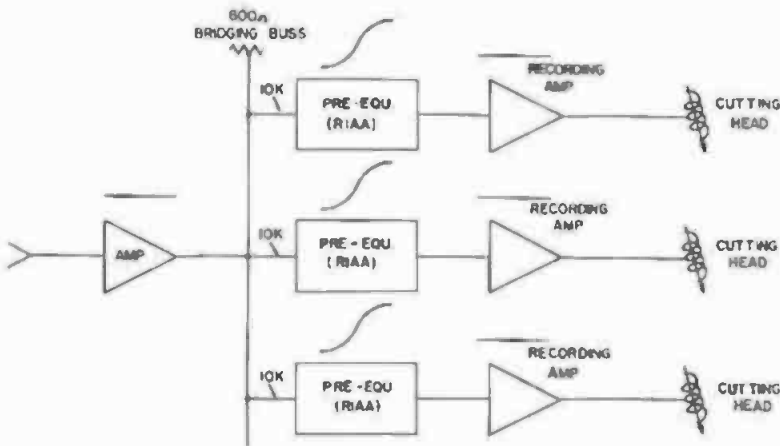 600Ω
BRIDGING BUSS
10K
PRE-EQU.
(RIAA)
RECORDING
AMP
CUTTING
HEAD
AMP
10K
PRE-EQU.
(RIAA)
RECORDING
AMP
CUTTING
HEAD
10K
PRE-EQU
(RIAA)
RECORDING
AMP
CUTTING
HEAD